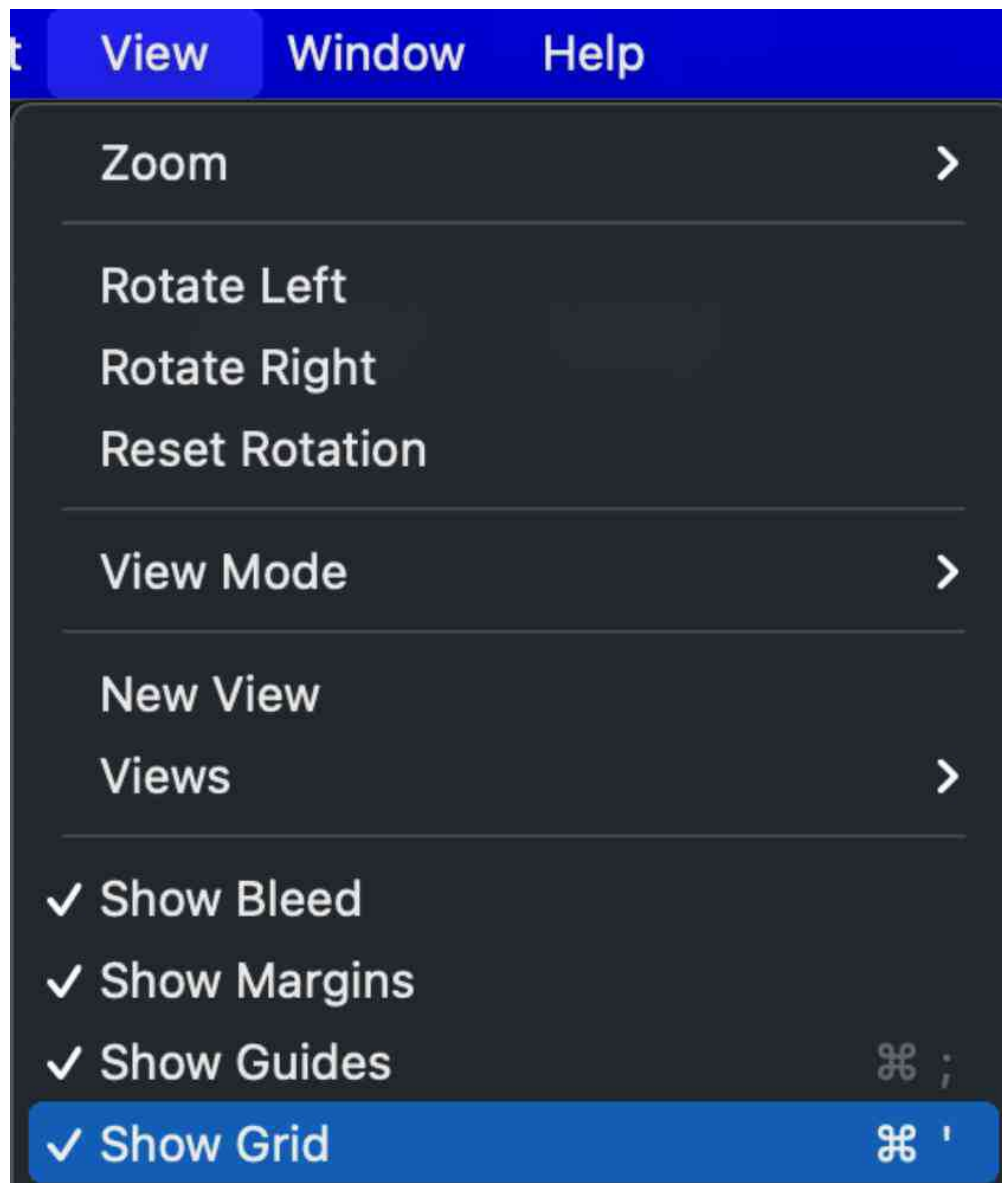 t View Window Help
Zoom
Rotate Left
Rotate Right
Reset Rotation
View Mode
New View
Views
✓ Show Bleed
✓ Show Margins
✓ Show Guides ⌘ ;
✓ Show Grid ⌘ '